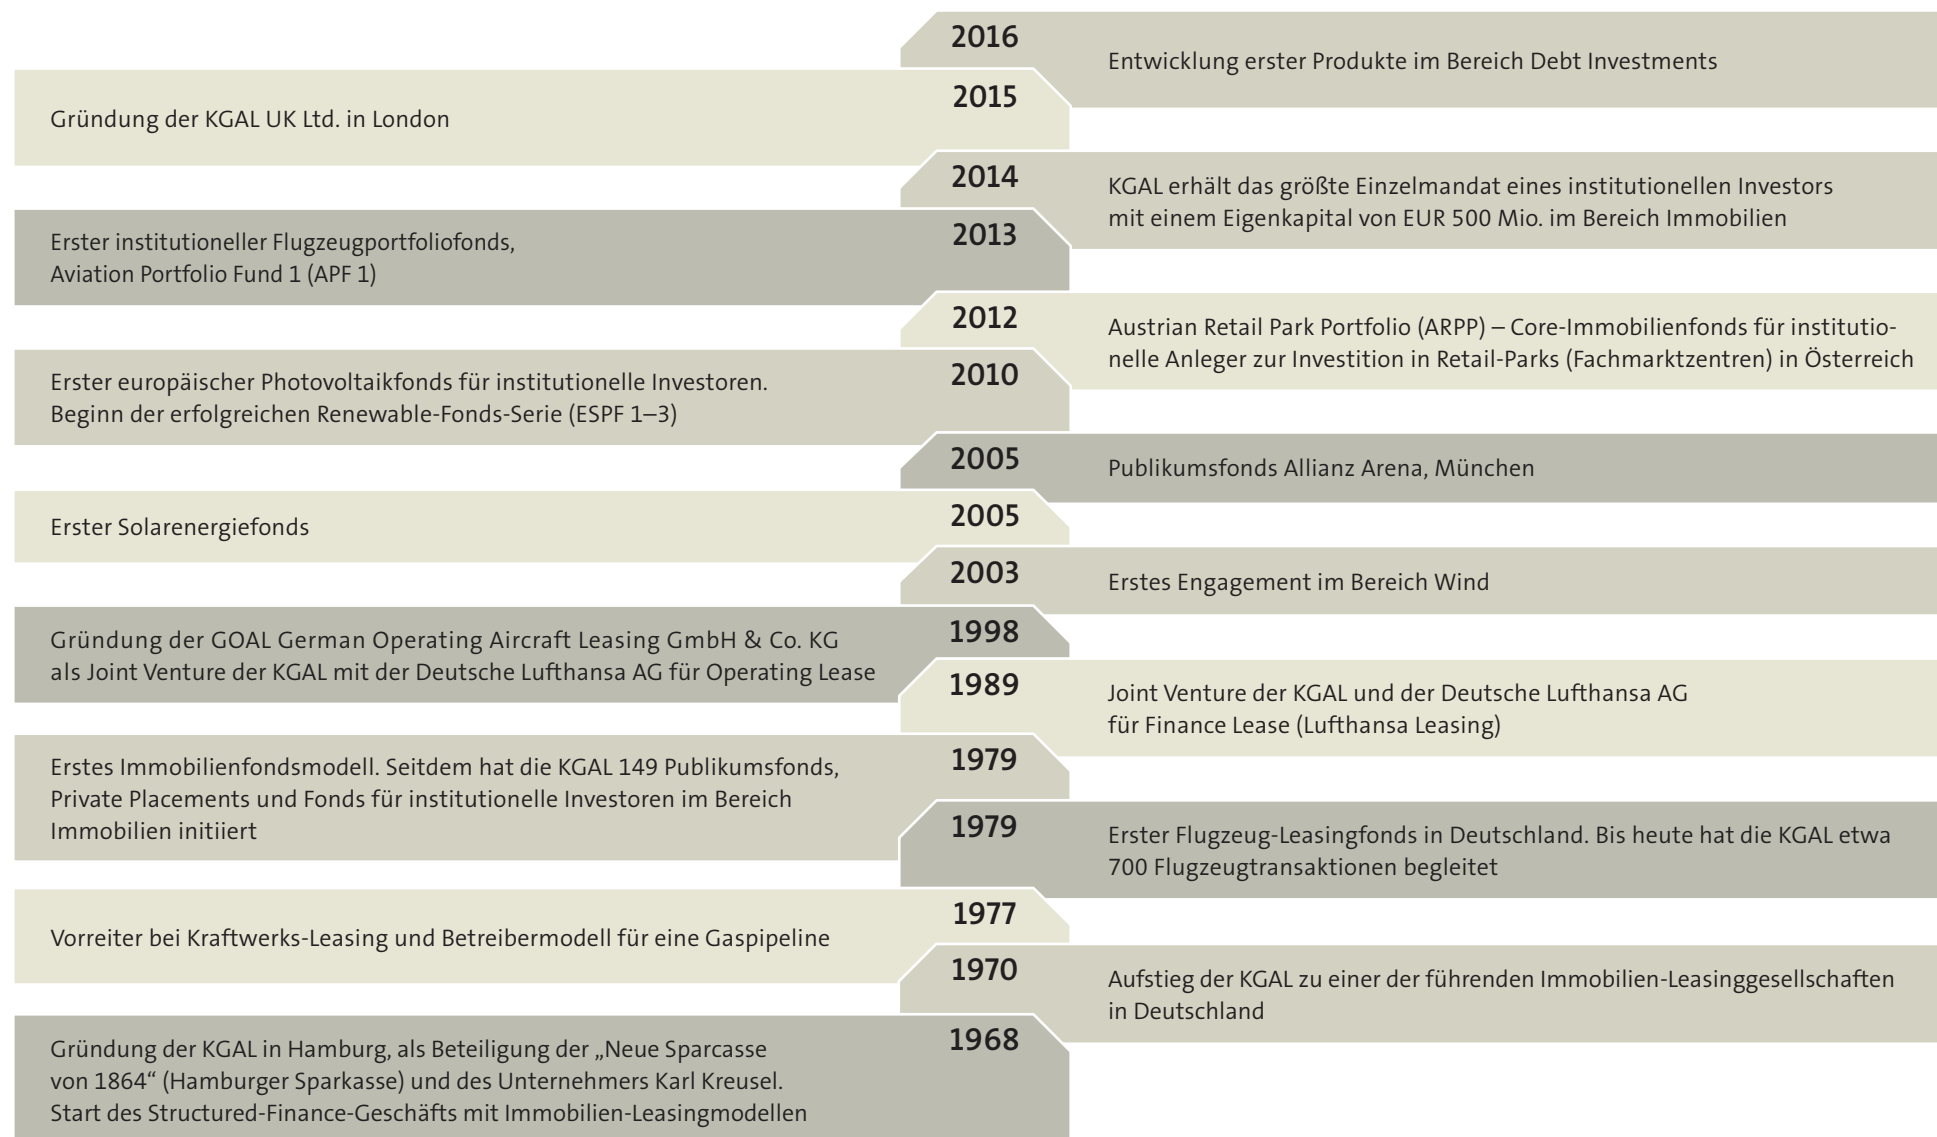 2016
Entwicklung erster Produkte im Bereich Debt Investments
2015
Gründung der KGAL UK Ltd. in London
2014
KGAL erhält das größte Einzelmandat eines institutionellen Investors
mit einem Eigenkapital von EUR 500 Mio. im Bereich Immobilien
2013
Erster institutioneller Flugzeugportfoliofonds,
Aviation Portfolio Fund 1 (APF 1)
2012
Austrian Retail Park Portfolio (ARPP) – Core-Immobilienfonds für institutio-
nelle Anleger zur Investition in Retail-Parks (Fachmarktzentren) in Österreich
2010
Erster europäischer Photovoltaikfonds für institutionelle Investoren.
Beginn der erfolgreichen Renewable-Fonds-Serie (ESPF 1–3)
2005
Publikumsfonds Allianz Arena, München
2005
Erster Solarenergiefonds
2003
Erstes Engagement im Bereich Wind
1998
Gründung der GOAL German Operating Aircraft Leasing GmbH & Co. KG
als Joint Venture der KGAL mit der Deutsche Lufthansa AG für Operating Lease
1989
Joint Venture der KGAL und der Deutsche Lufthansa AG
für Finance Lease (Lufthansa Leasing)
1979
Erstes Immobilienfondsmodell. Seitdem hat die KGAL 149 Publikumsfonds,
Private Placements und Fonds für institutionelle Investoren im Bereich
Immobilien initiiert
1979
Erster Flugzeug-Leasingfonds in Deutschland. Bis heute hat die KGAL etwa
700 Flugzeugtransaktionen begleitet
1977
Vorreiter bei Kraftwerks-Leasing und Betreibermodell für eine Gaspipeline
1970
Aufstieg der KGAL zu einer der führenden Immobilien-Leasinggesellschaften
in Deutschland
1968
Gründung der KGAL in Hamburg, als Beteiligung der „Neue Sparcasse
von 1864“ (Hamburger Sparkasse) und des Unternehmers Karl Kreusel.
Start des Structured-Finance-Geschäfts mit Immobilien-Leasingmodellen